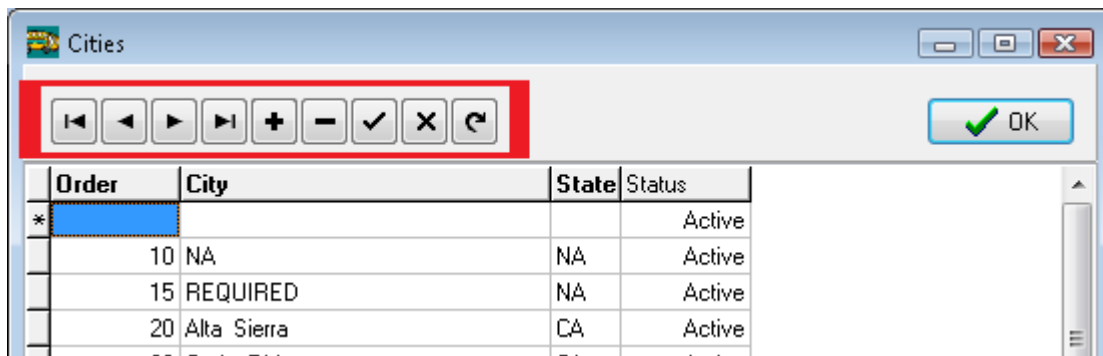 Cities
OK
Order City State Status
* Active
10 NA NA Active
15 REQUIRED NA Active
20 Alta Sierra CA Active